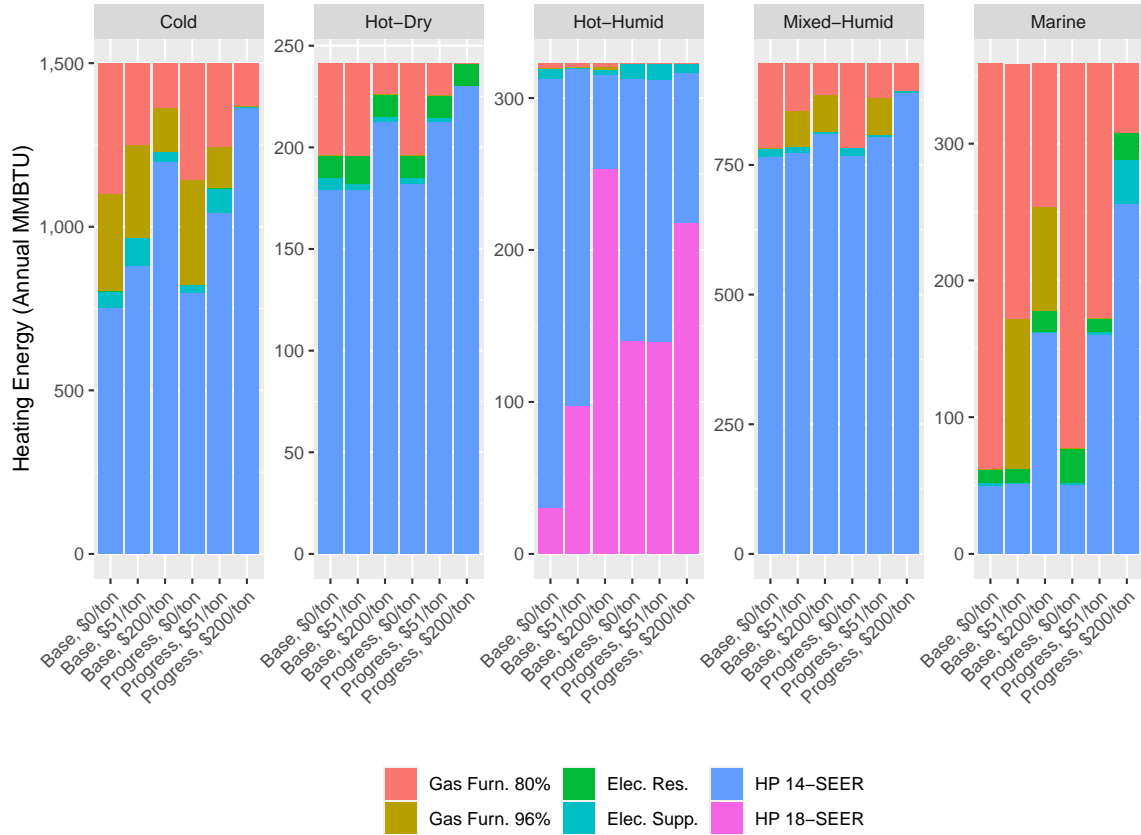 Cold
Hot−Dry
Hot−Humid
Mixed−Humid
Marine
Heating Energy (Annual MMBTU)
1,500
1,000
500
0
250
200
150
100
50
0
300
200
100
0
750
500
250
0
300
200
100
0
Base, $0/ton
Base, $51/ton
Base, $200/ton
Progress, $0/ton
Progress, $51/ton
Progress, $200/ton
Base, $0/ton
Base, $51/ton
Base, $200/ton
Progress, $0/ton
Progress, $51/ton
Progress, $200/ton
Base, $0/ton
Base, $51/ton
Base, $200/ton
Progress, $0/ton
Progress, $51/ton
Progress, $200/ton
Base, $0/ton
Base, $51/ton
Base, $200/ton
Progress, $0/ton
Progress, $51/ton
Progress, $200/ton
Base, $0/ton
Base, $51/ton
Base, $200/ton
Progress, $0/ton
Progress, $51/ton
Progress, $200/ton
Gas Furn. 80%
Gas Furn. 96%
Elec. Res.
Elec. Supp.
HP 14−SEER
HP 18−SEER